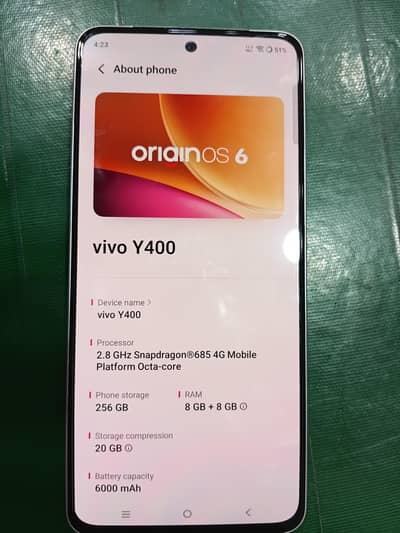 4:23
51%
About phone
OriginOS 6
vivo Y400
Device name >
vivo Y400
Processor
2.8 GHz Snapdragon®685 4G Mobile
Platform Octa-core
Phone storage
256 GB
RAM
8 GB + 8 GB
Storage compression
20 GB
Battery capacity
6000 mAh